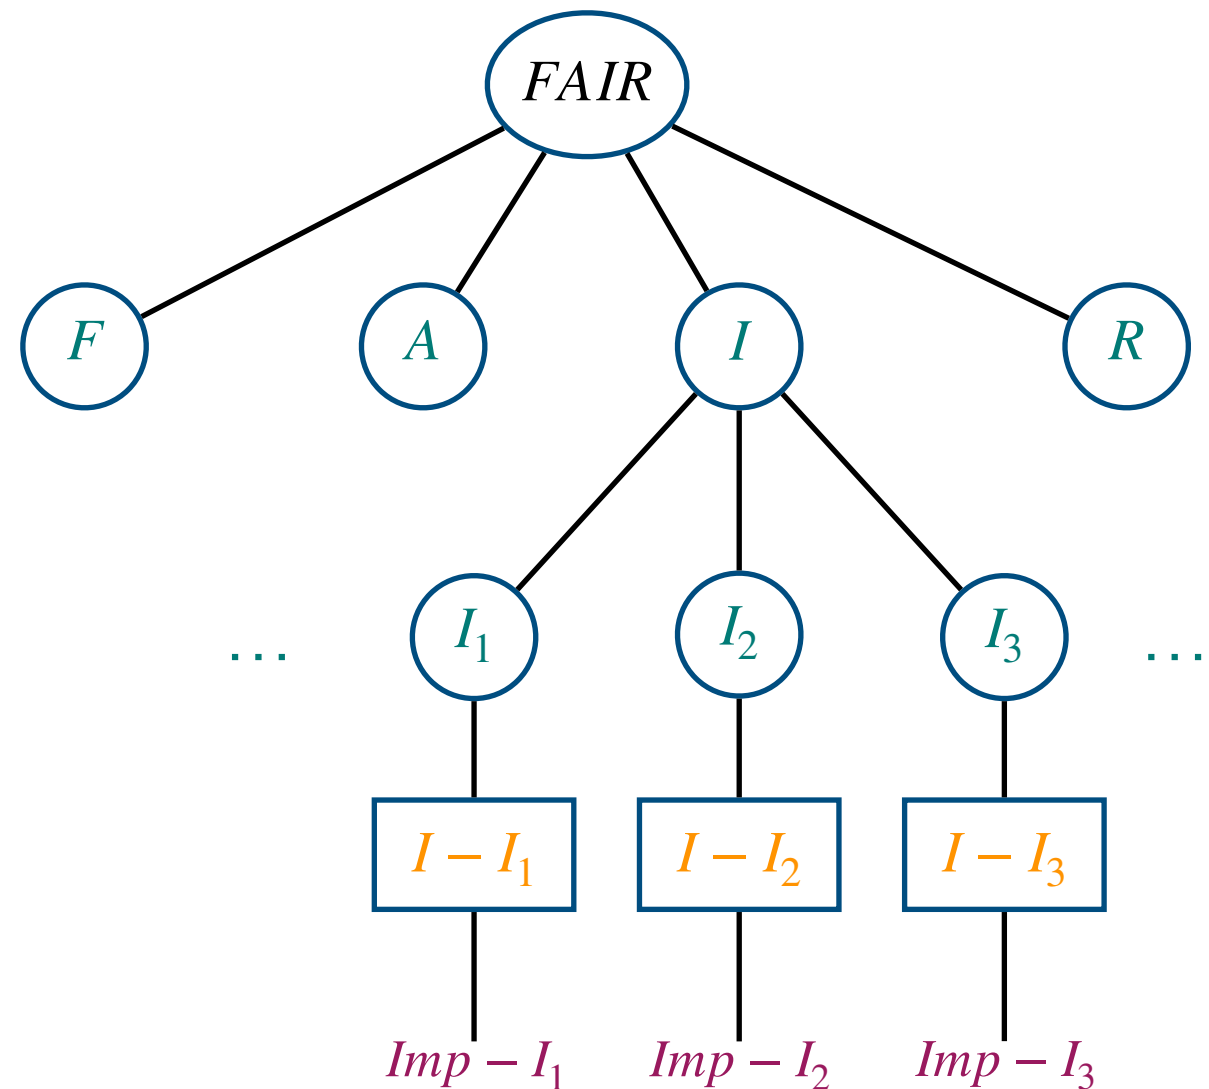 FAIR
F A I R
... I₁ I₂ I₃ ...
I − I₁ I − I₂ I − I₃
Imp − I₁ Imp − I₂ Imp − I₃